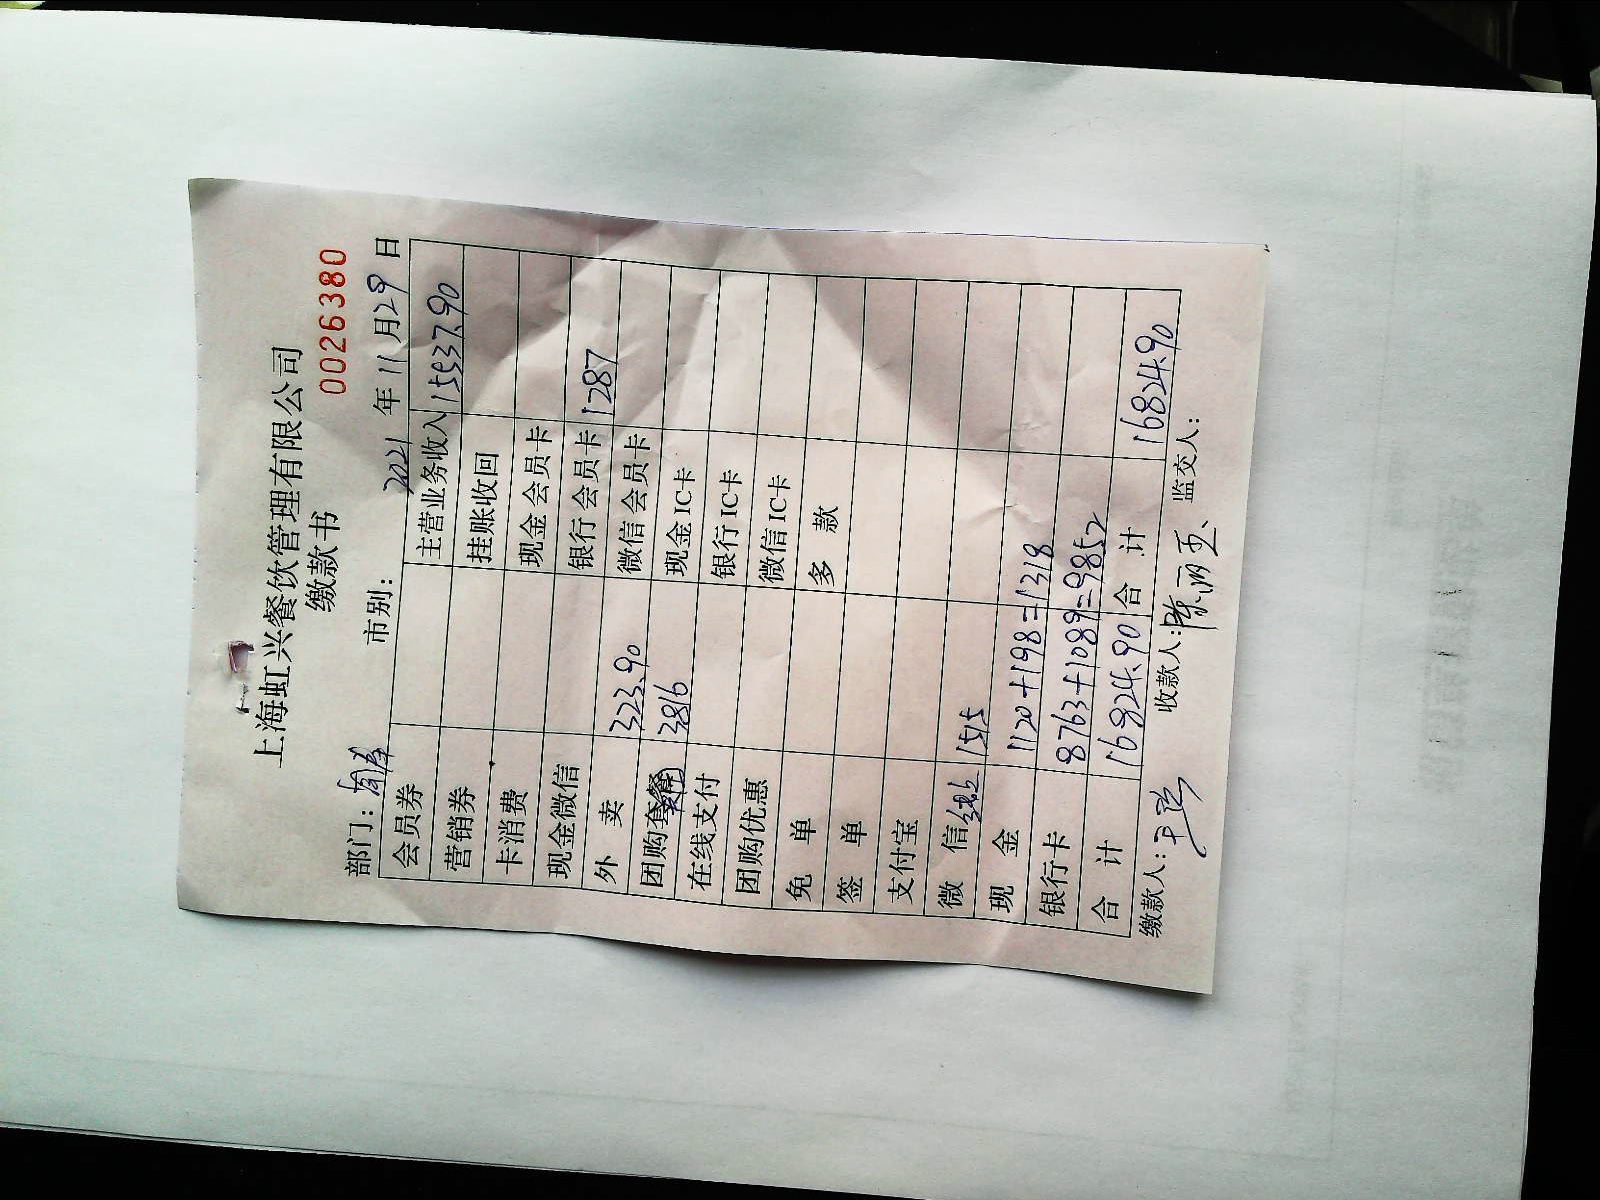 上海虹兴餐饮管理有限公司
缴款书
0026380
部门: 市别: 2021 年 11 月 29 日
会员券 主营业务收入 15537.90
营销券 挂账收回
卡消费 现金会员卡
现金微信 银行会员卡 1287
外 卖 323.90 微信会员卡
团购套餐 3816 现金IC卡
在线支付 银行IC卡
团购优惠 微信IC卡
免 单 多 款
签 单
支付宝
微 信 1515
现 金 1120+198=1318
银行卡 8763+1089=9852
合 计 16824.90 合 计 16824.90
缴款人: 收款人: 陈 玉 监交人: